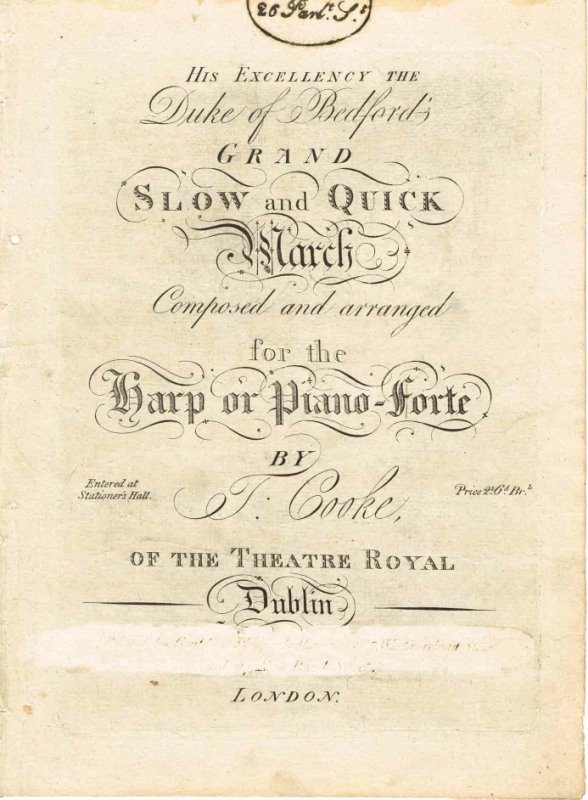 26 Parl.t S.t
HIS EXCELLENCY THE
Duke of Bedford's
GRAND
SLOW and QUICK
March
Composed and arranged
for the
Harp or Piano-Forte
BY
Entered at
Stationer's Hall.
T. Cooke,
Price 2s. 6d Br.h
OF THE THEATRE ROYAL
Dublin
LONDON.